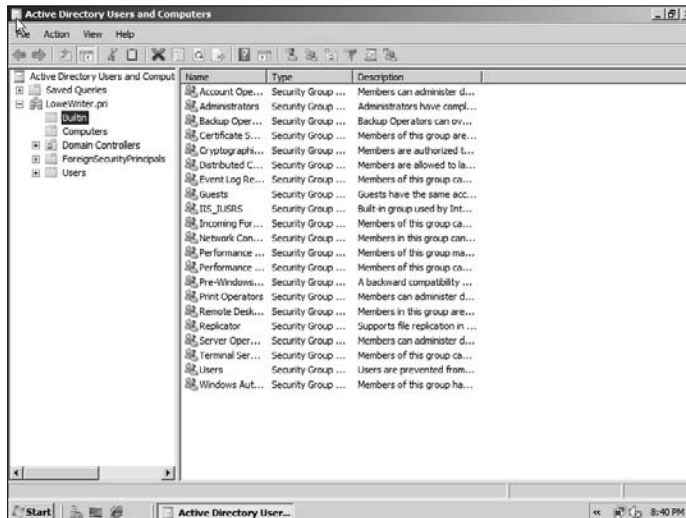 Active Directory Users and Computers
File Action View Help
Active Directory Users and Comput
Saved Queries
LoweWriter.pri
Builtin
Computers
Domain Controllers
ForeignSecurityPrincipals
Users
Name Type Description
Account Ope... Security Group ... Members can administer d...
Administrators Security Group ... Administrators have compl...
Backup Oper... Security Group ... Backup Operators can ov...
Certificate S... Security Group ... Members of this group are...
Cryptographi... Security Group ... Members are authorized t...
Distributed C... Security Group ... Members are allowed to la...
Event Log Re... Security Group ... Members of this group ca...
Guests Security Group ... Guests have the same acc...
IIS_IUSRS Security Group ... Built-in group used by Int...
Incoming For... Security Group ... Members of this group ca...
Network Con... Security Group ... Members in this group can...
Performance ... Security Group ... Members of this group ma...
Performance ... Security Group ... Members of this group ca...
Pre-Windows... Security Group ... A backward compatibility ...
Print Operators Security Group ... Members can administer d...
Remote Desk... Security Group ... Members in this group are...
Replicator Security Group ... Supports file replication in ...
Server Oper... Security Group ... Members can administer d...
Terminal Ser... Security Group ... Members of this group ca...
Users Security Group ... Users are prevented from...
Windows Aut... Security Group ... Members of this group ha...
Start Active Directory User... « 8:40 PM